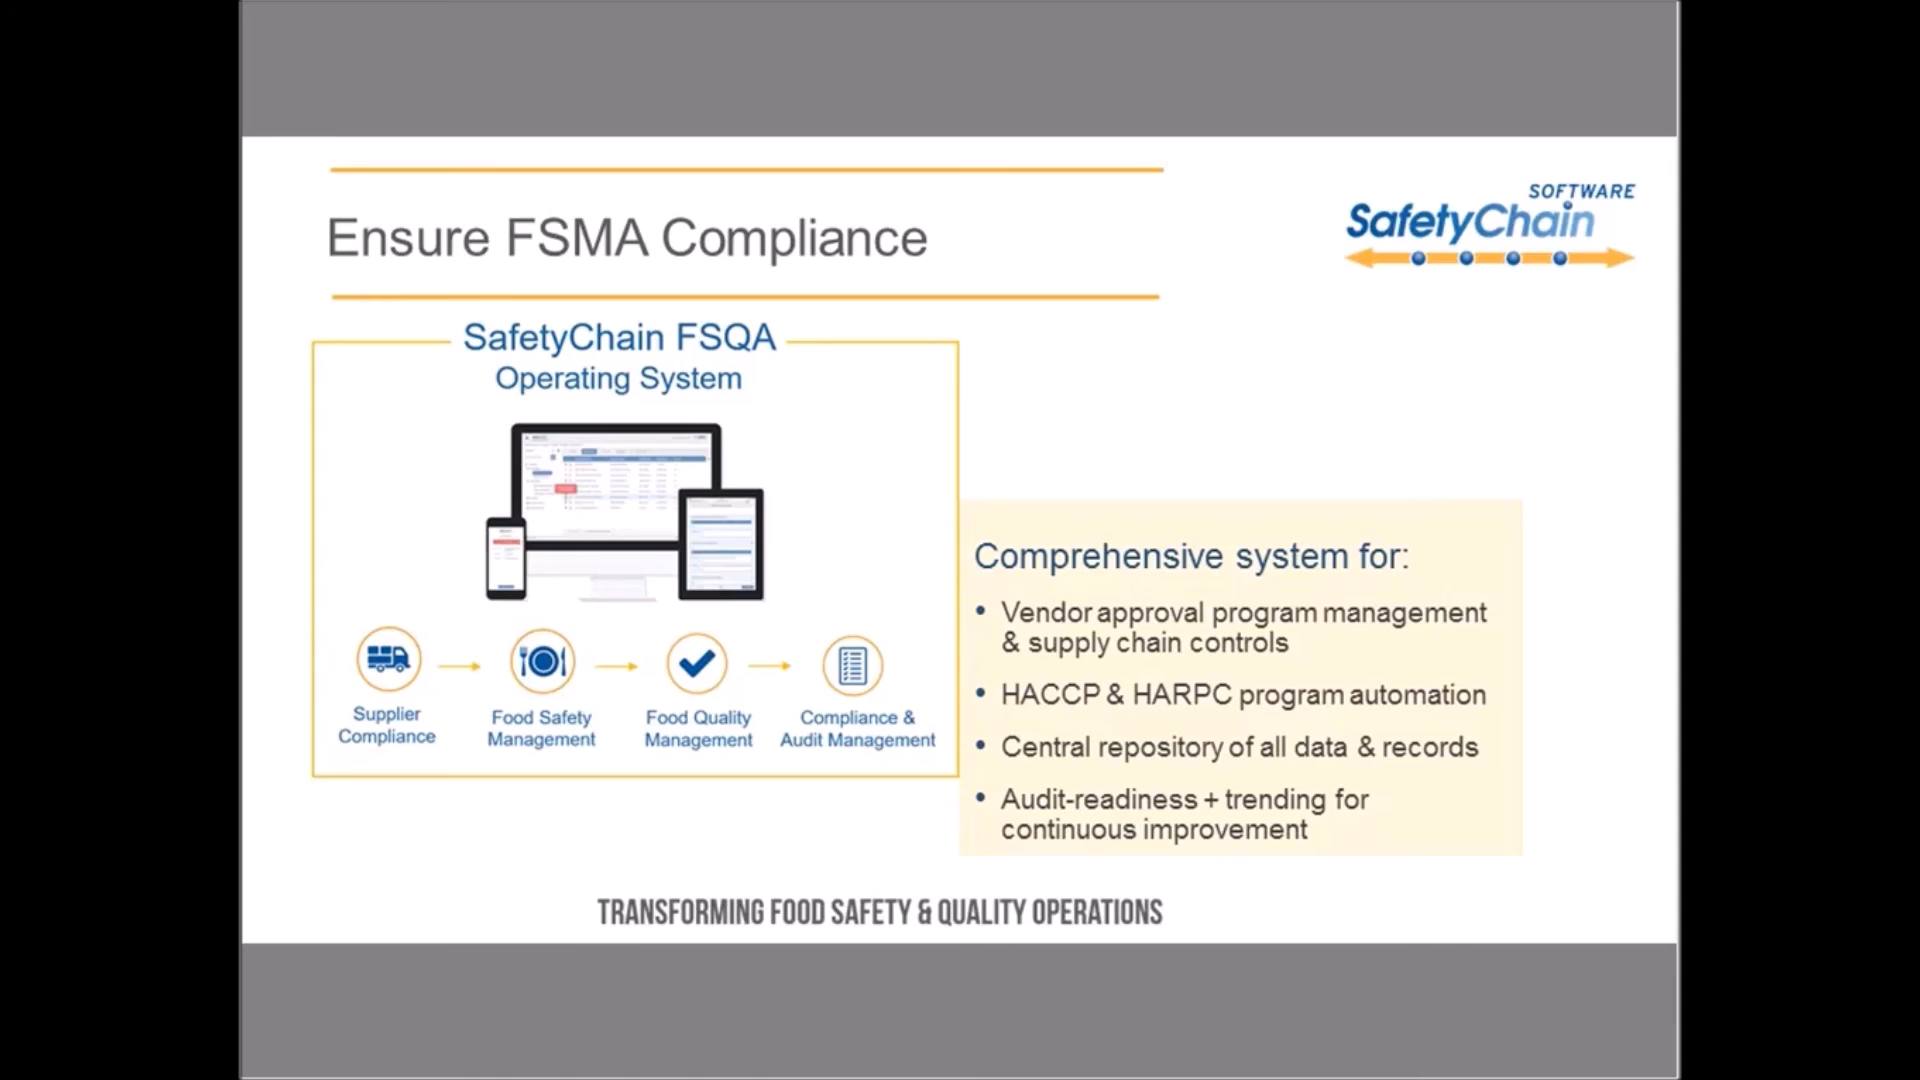 SOFTWARE
SafetyChain
Ensure FSMA Compliance
SafetyChain FSQA
Operating System
Supplier
Compliance
Food Safety
Management
Food Quality
Management
Compliance &
Audit Management
Comprehensive system for:
• Vendor approval program management
& supply chain controls
• HACCP & HARPC program automation
• Central repository of all data & records
• Audit-readiness + trending for
continuous improvement
TRANSFORMING FOOD SAFETY & QUALITY OPERATIONS